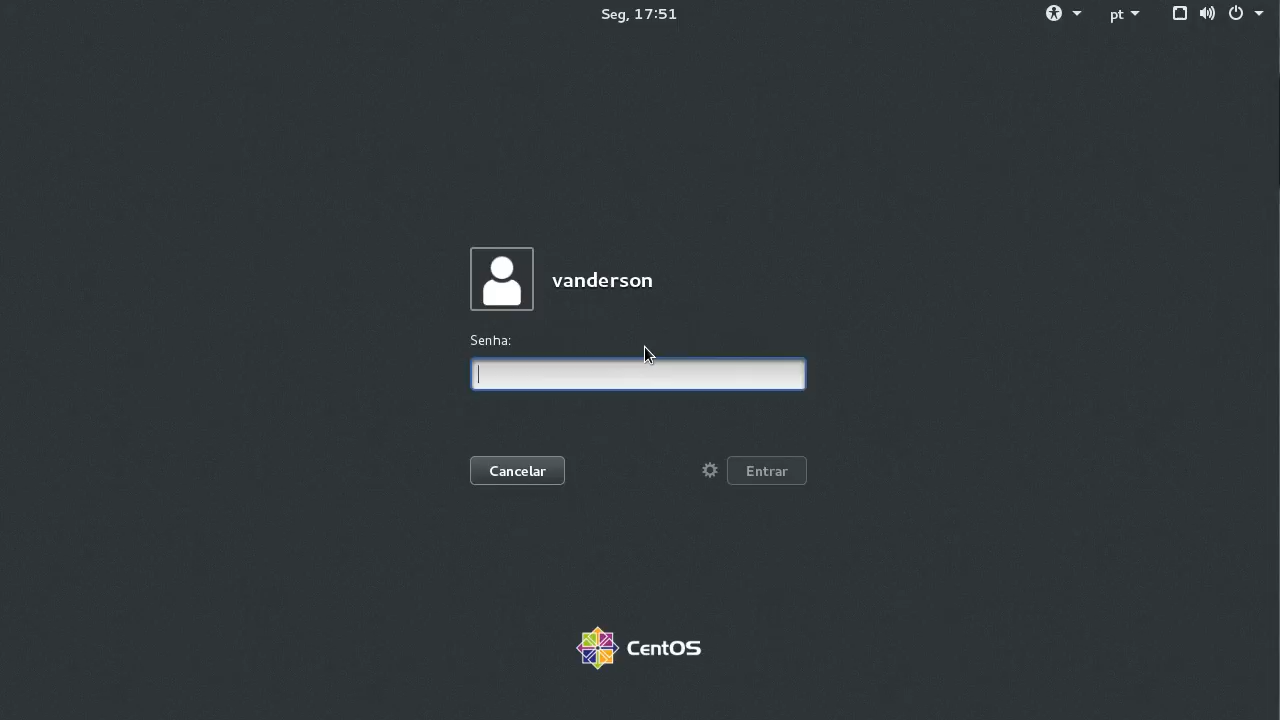 Seg, 17:51
pt
vanderson
Senha:
Cancelar
Entrar
CentOS